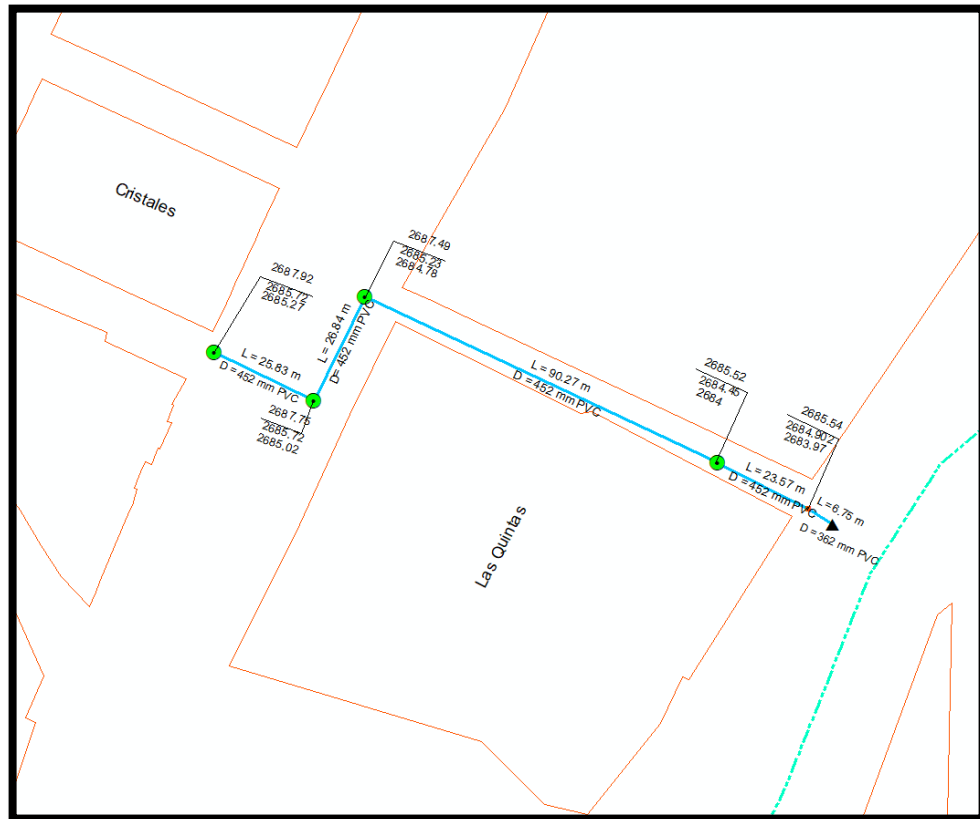 Cristales
2687.49
2685.23
2684.78
2687.92
2685.72
2685.27
L = 26.84 m
D = 452 mm PVC
L = 25.83 m
D = 452 mm PVC
2687.75
2685.72
2685.02
L = 90.27 m
D = 452 mm PVC
2685.52
2684.45
2684
2685.54
2684.902
2683.97
L = 23.57 m
D = 452 mm PVC
L = 6.75 m
D = 362 mm PVC
Las Quintas